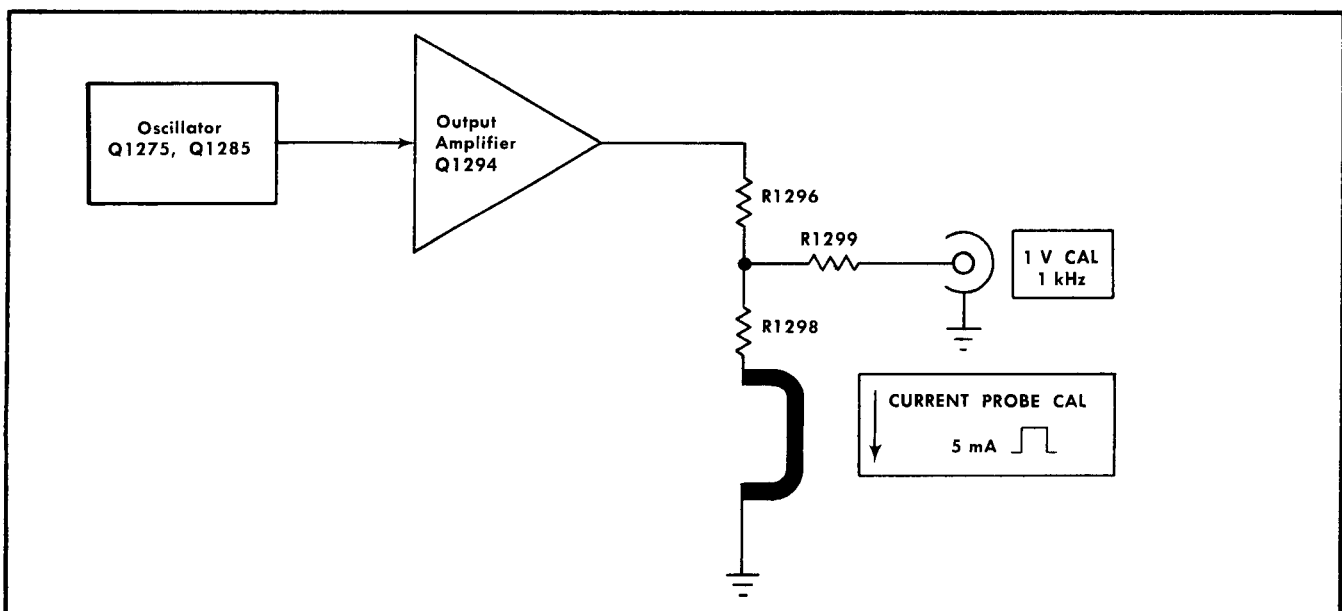 Oscillator
Q1275, Q1285
Output
Amplifier
Q1294
R1296
R1299
1 V CAL
1 kHz
R1298
CURRENT PROBE CAL
5 mA